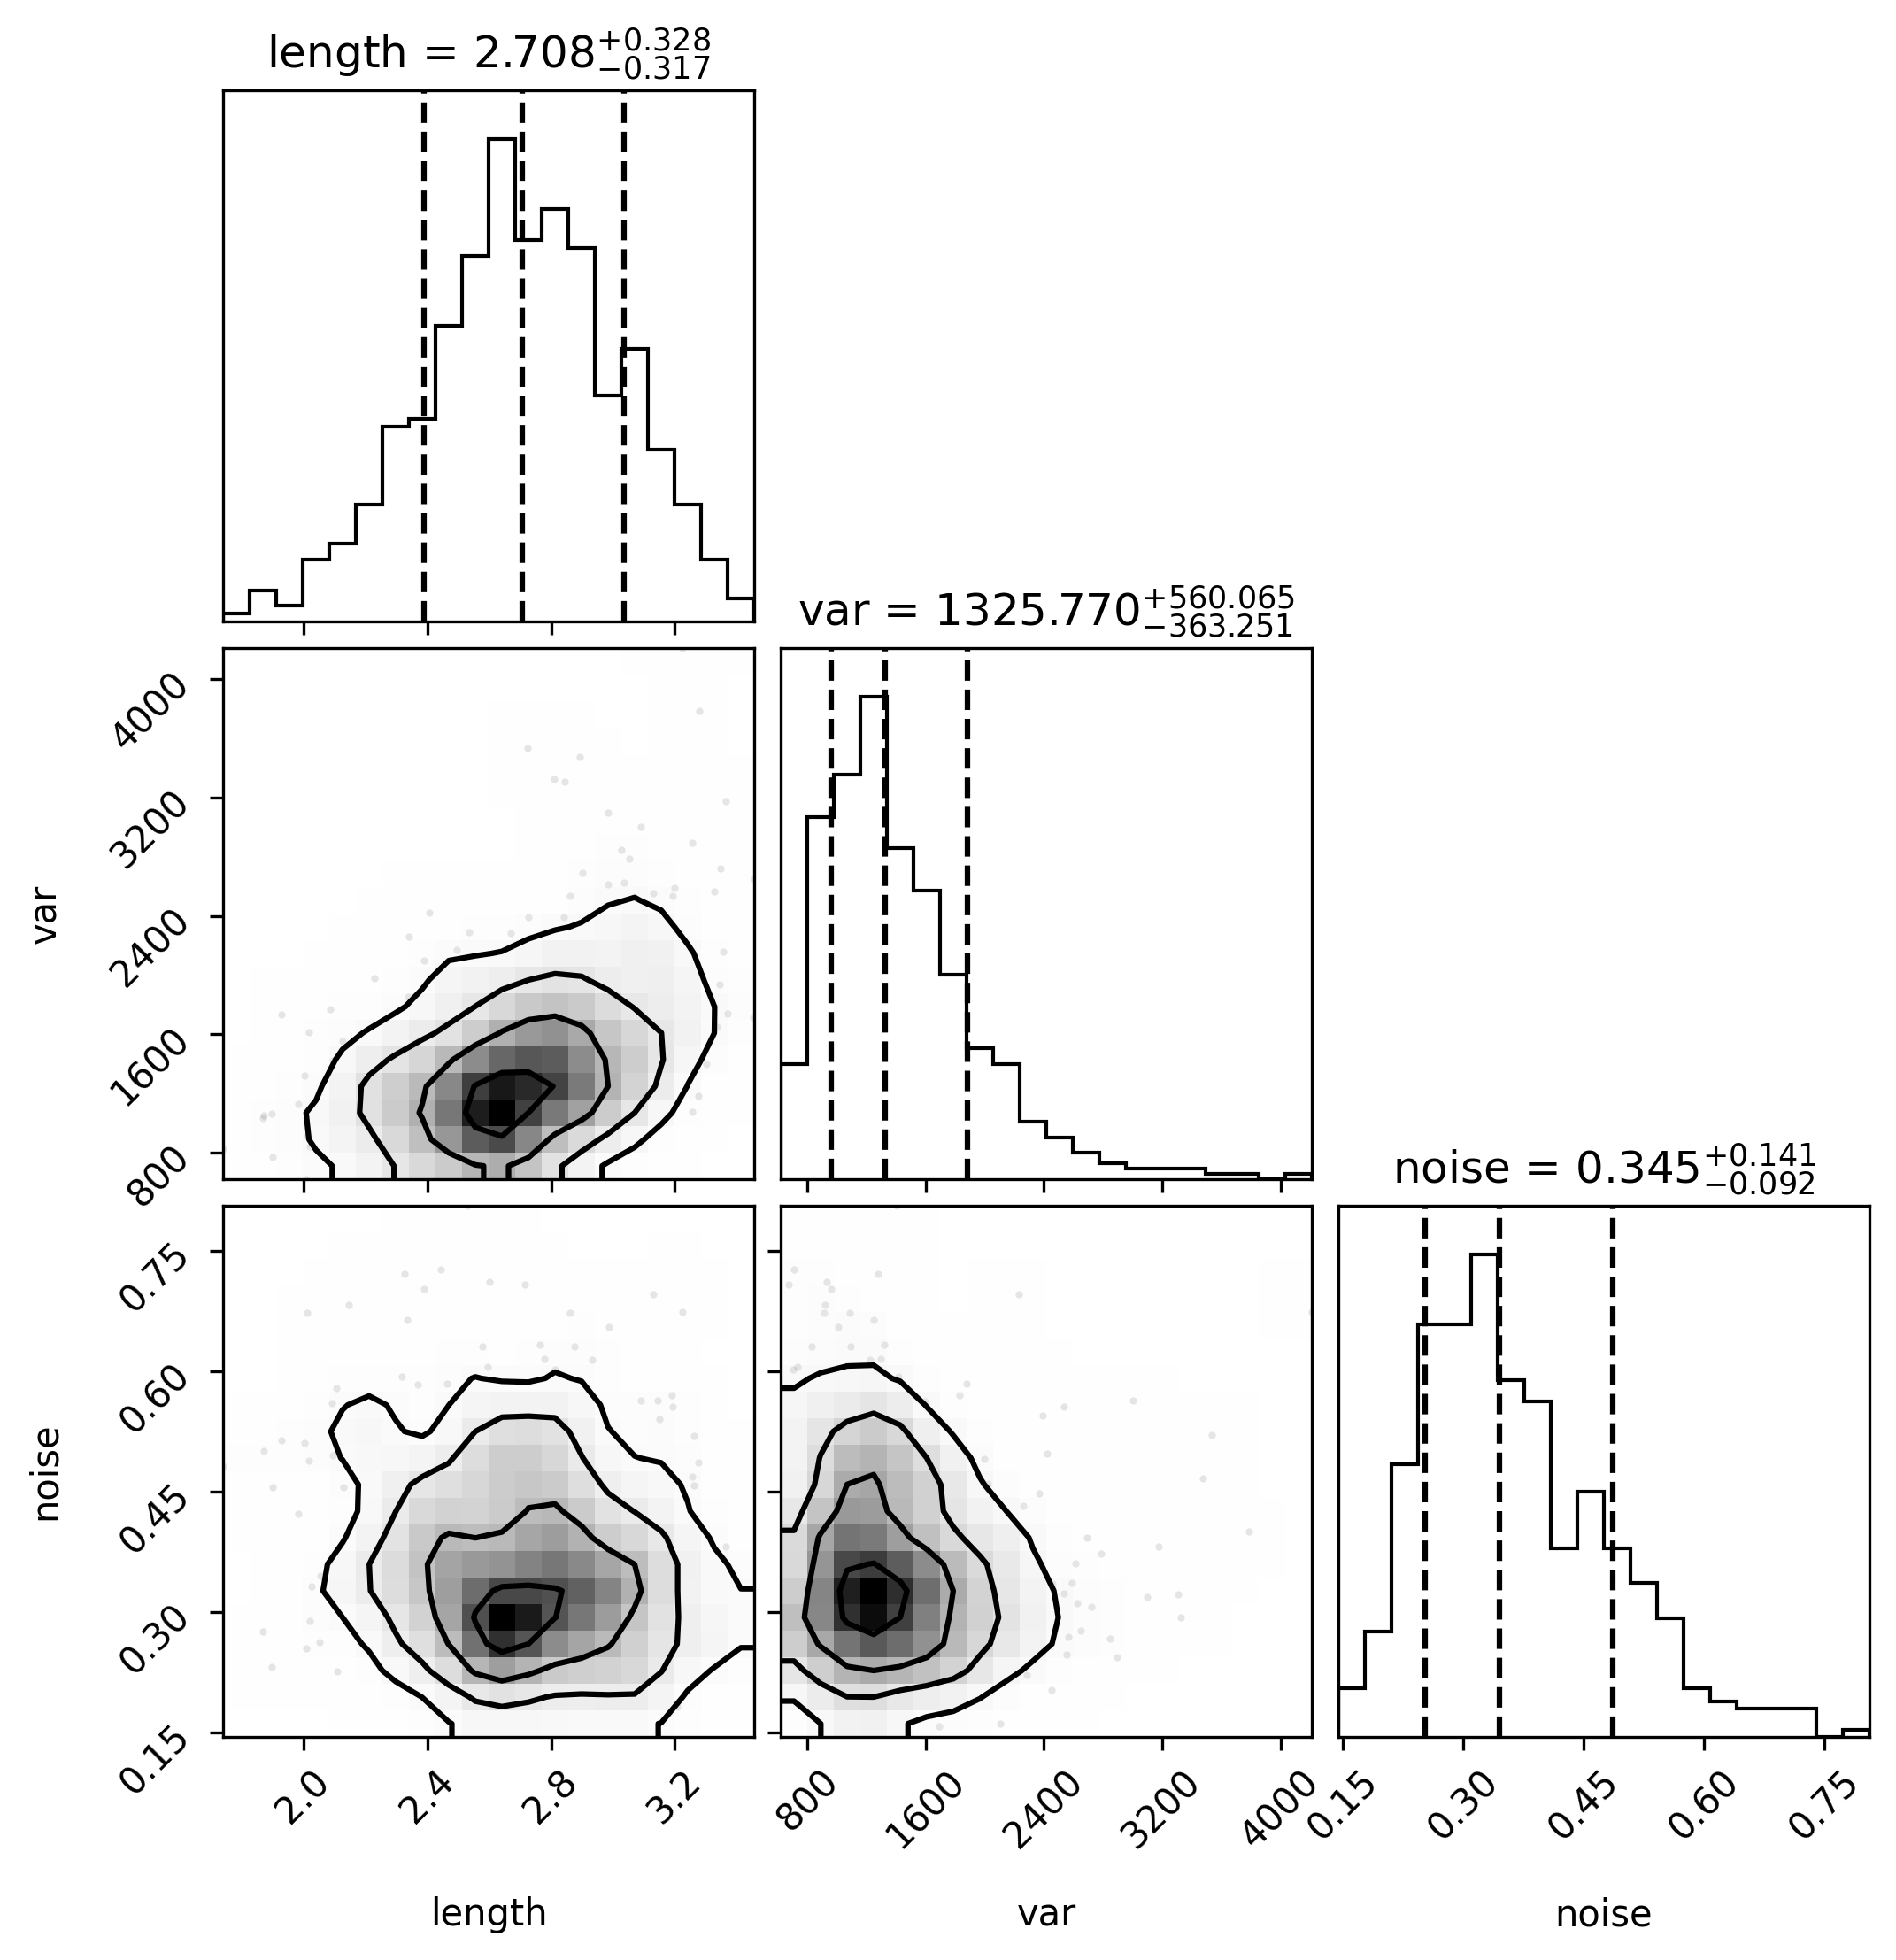 length = 2.708+0.328−0.317
var = 1325.770+560.065−363.251
4000
3200
2400
1600
800
var
noise = 0.345+0.141−0.092
0.75
0.60
0.45
0.30
0.15
noise
2.0 2.4 2.8 3.2 800 1600 2400 3200 4000 0.15 0.30 0.45 0.60 0.75
length var noise